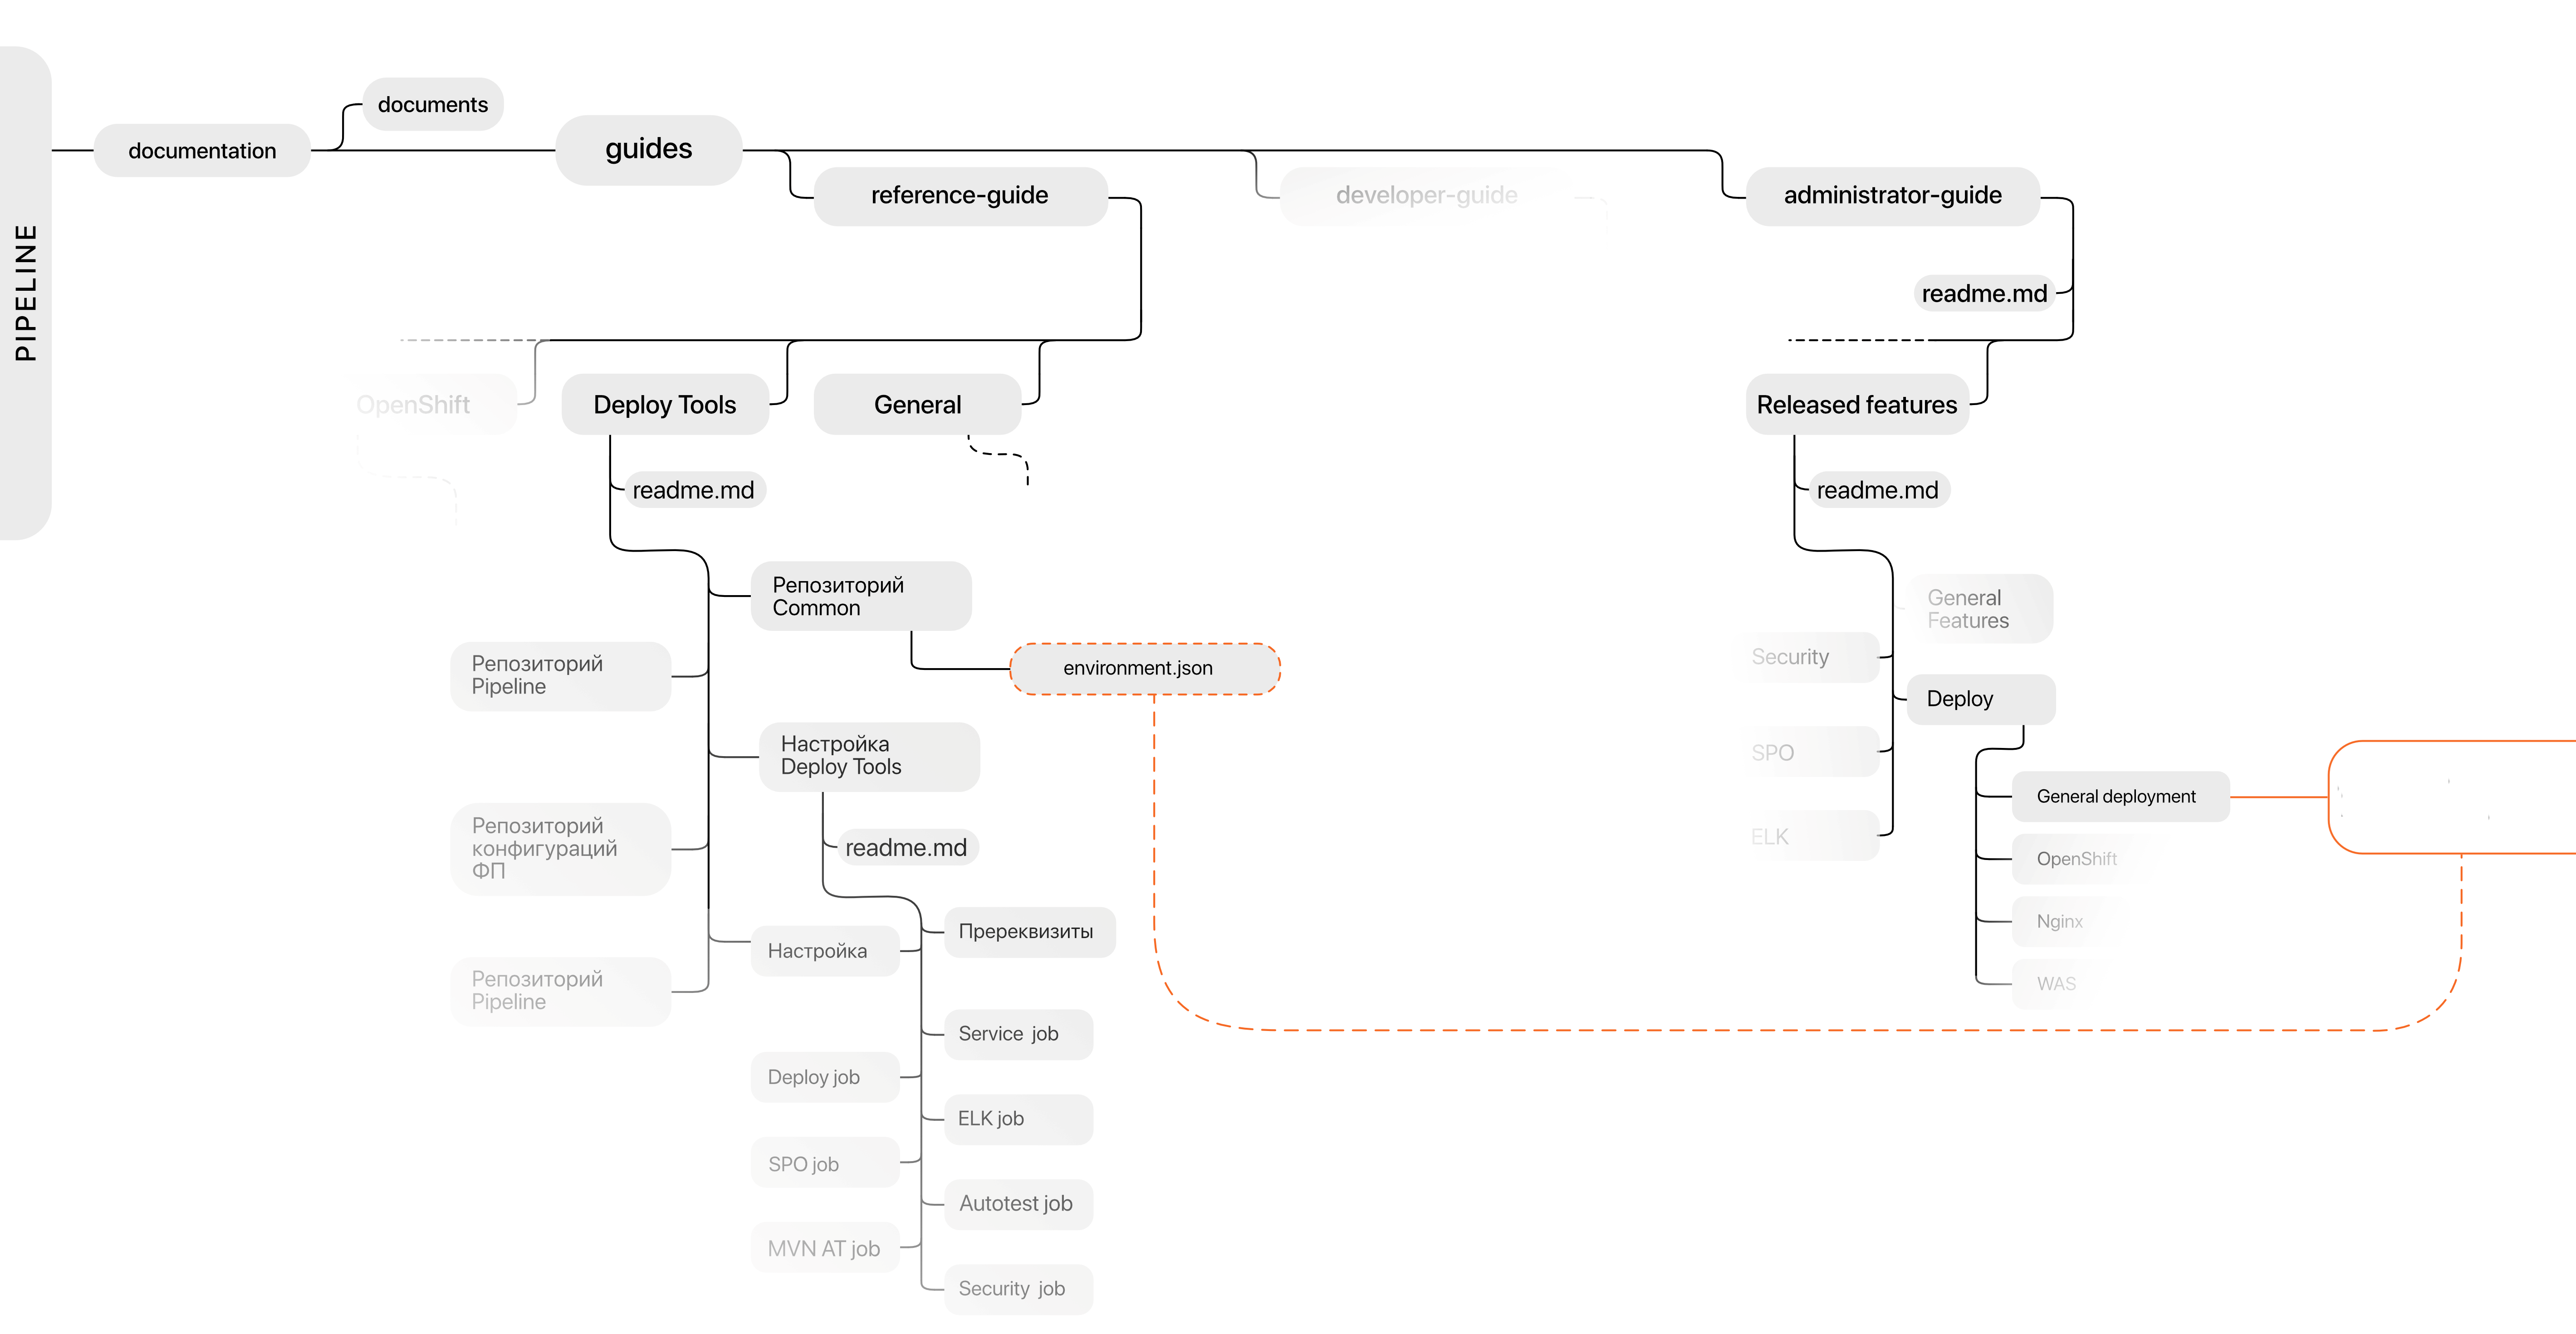 PIPELINE
documentation
documents
guides
reference-guide
developer-guide
administrator-guide
readme.md
OpenShift
Deploy Tools
General
Released features
readme.md
readme.md
Репозиторий
Common
Репозиторий
Pipeline
environment.json
Настройка
Deploy Tools
Репозиторий
конфигураций
ФП
readme.md
Настройка
Пререквизиты
Репозиторий
Pipeline
Service job
Deploy job
ELK job
SPO job
Autotest job
MVN AT job
Security job
General
Features
Security
Deploy
SPO
General deployment
ELK
OpenShift
Nginx
WAS